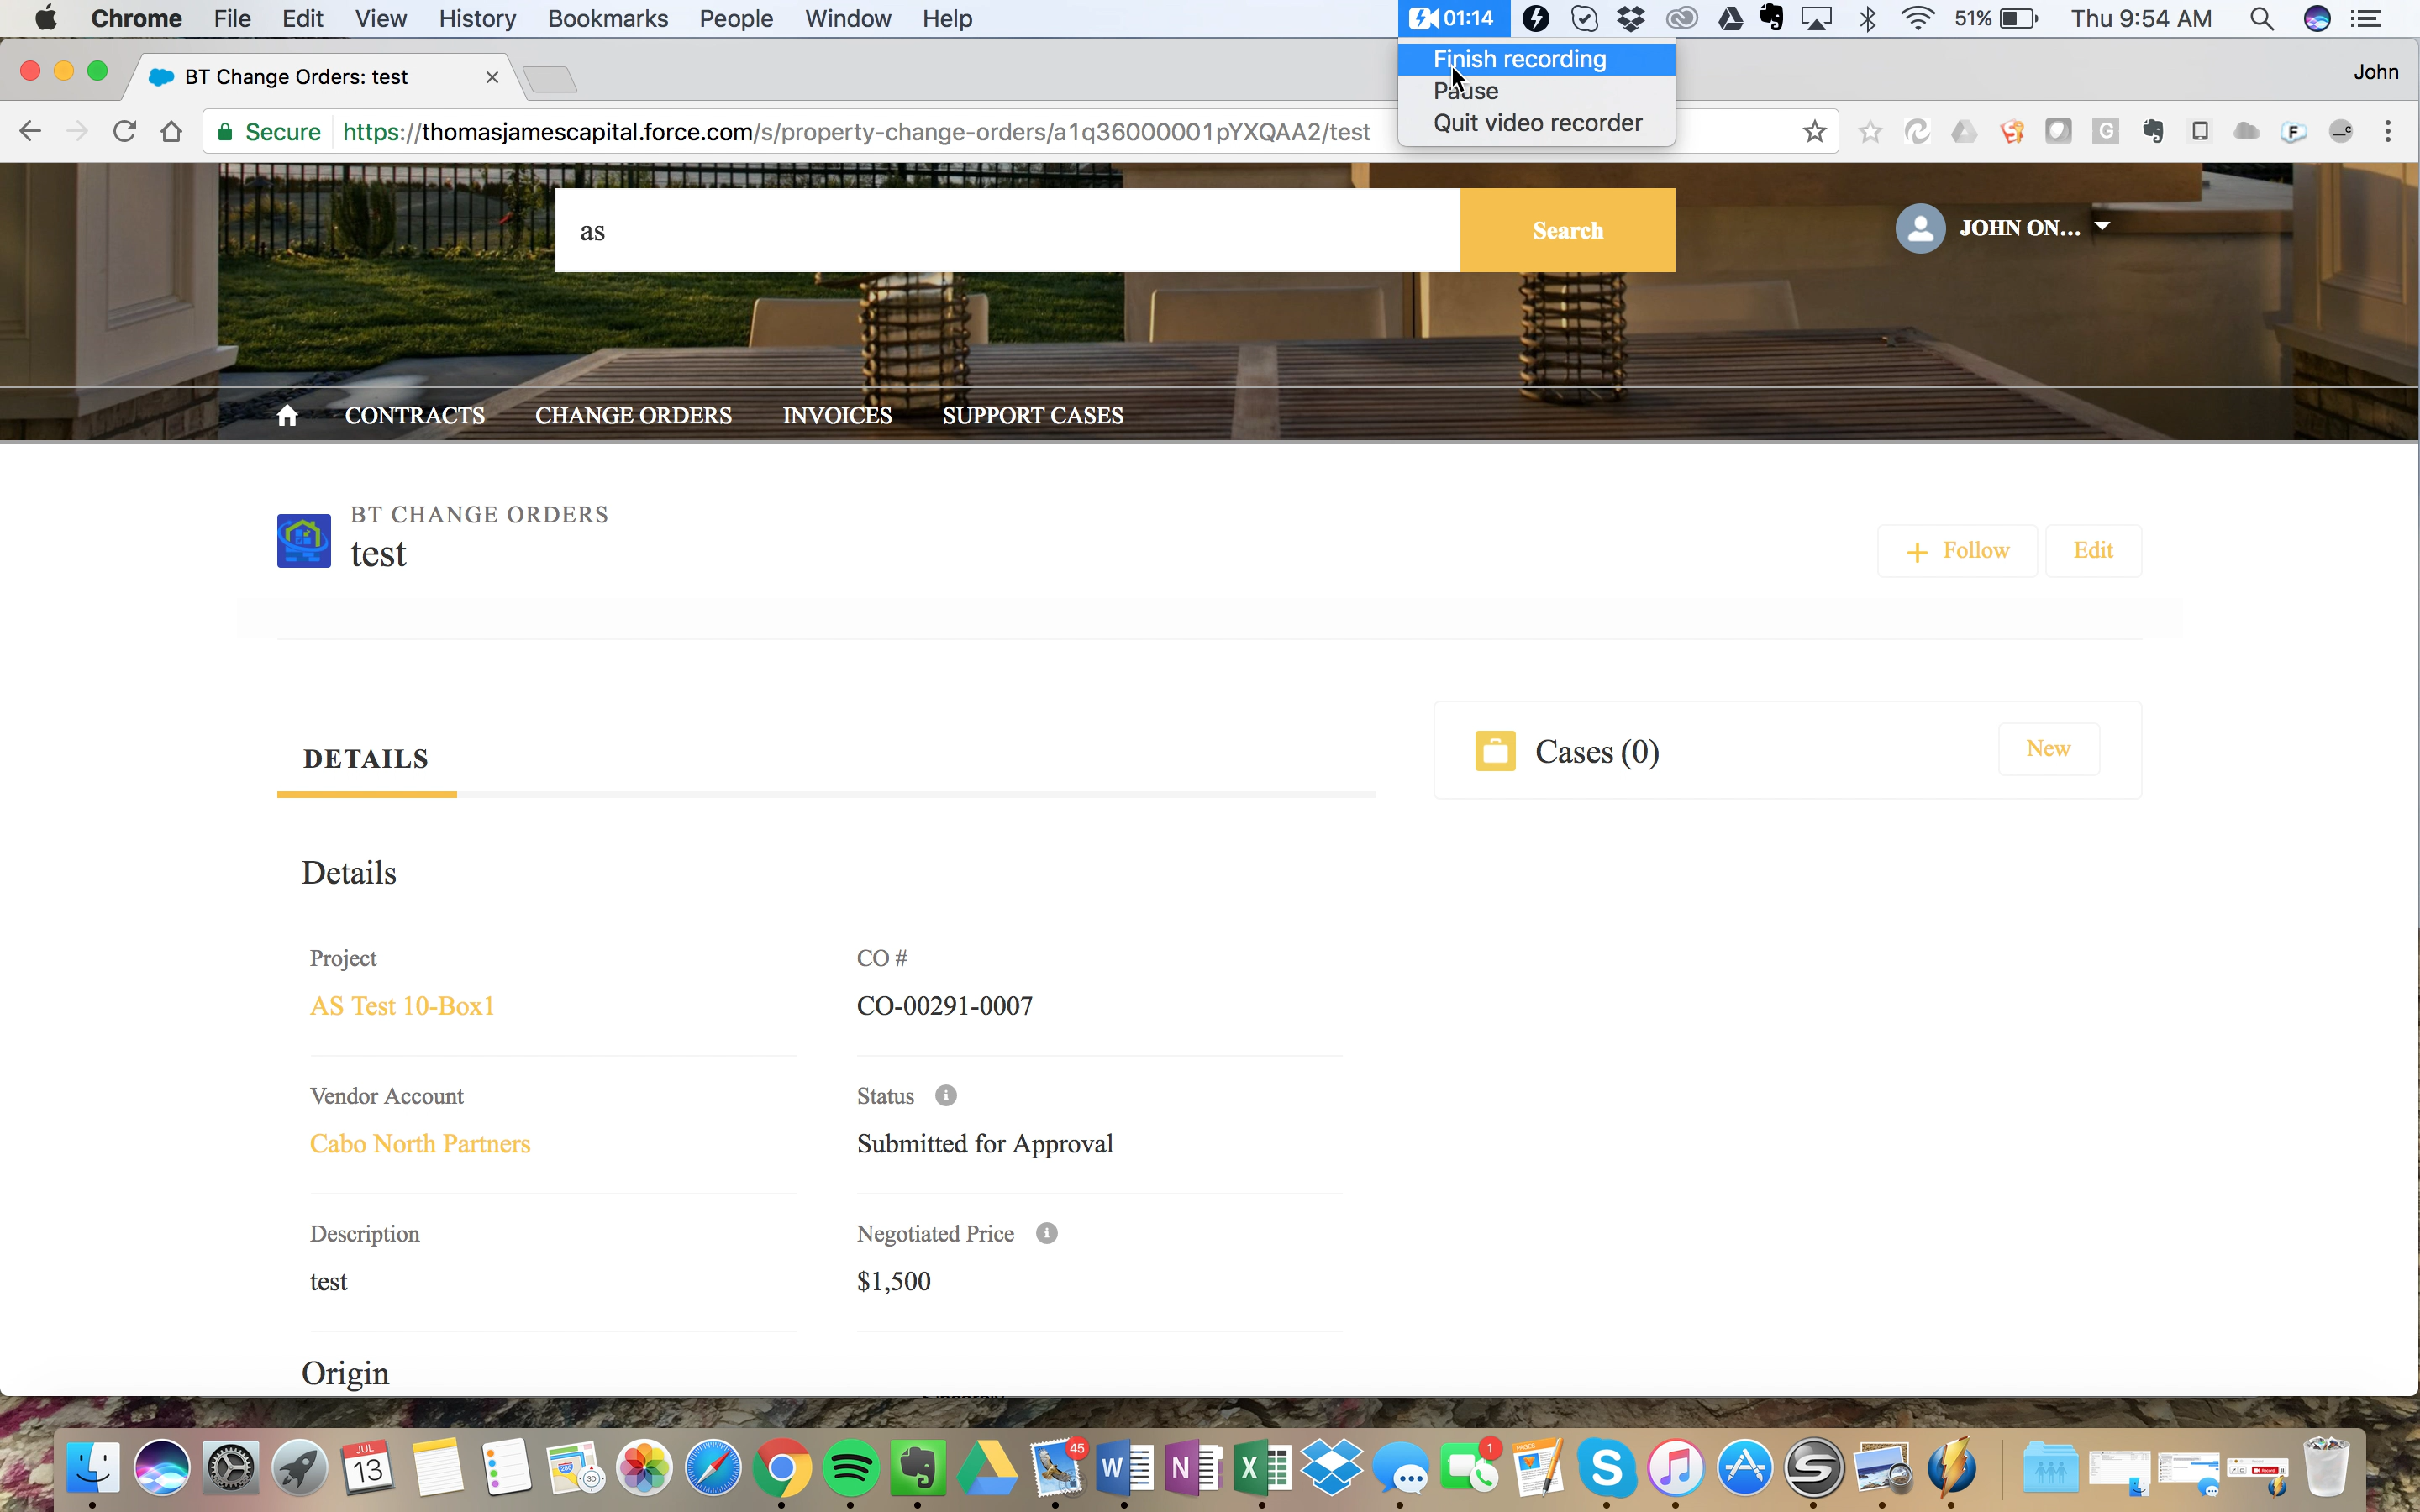 Chrome File Edit View History Bookmarks People Window Help 01:14 51% Thu 9:54 AM
Finish recording
Pause
Quit video recorder
BT Change Orders: test
John
Secure https://thomasjamescapital.force.com/s/property-change-orders/a1q36000001pYXQAA2/test
as
Search
JOHN ON...
CONTRACTS CHANGE ORDERS INVOICES SUPPORT CASES
BT CHANGE ORDERS
test
Follow
Edit
DETAILS
Cases (0)
New
Details
Project
AS Test 10-Box1
CO #
CO-00291-0007
Vendor Account
Cabo North Partners
Status
Submitted for Approval
Description
test
Negotiated Price
$1,500
Origin
JUL
13
45
1